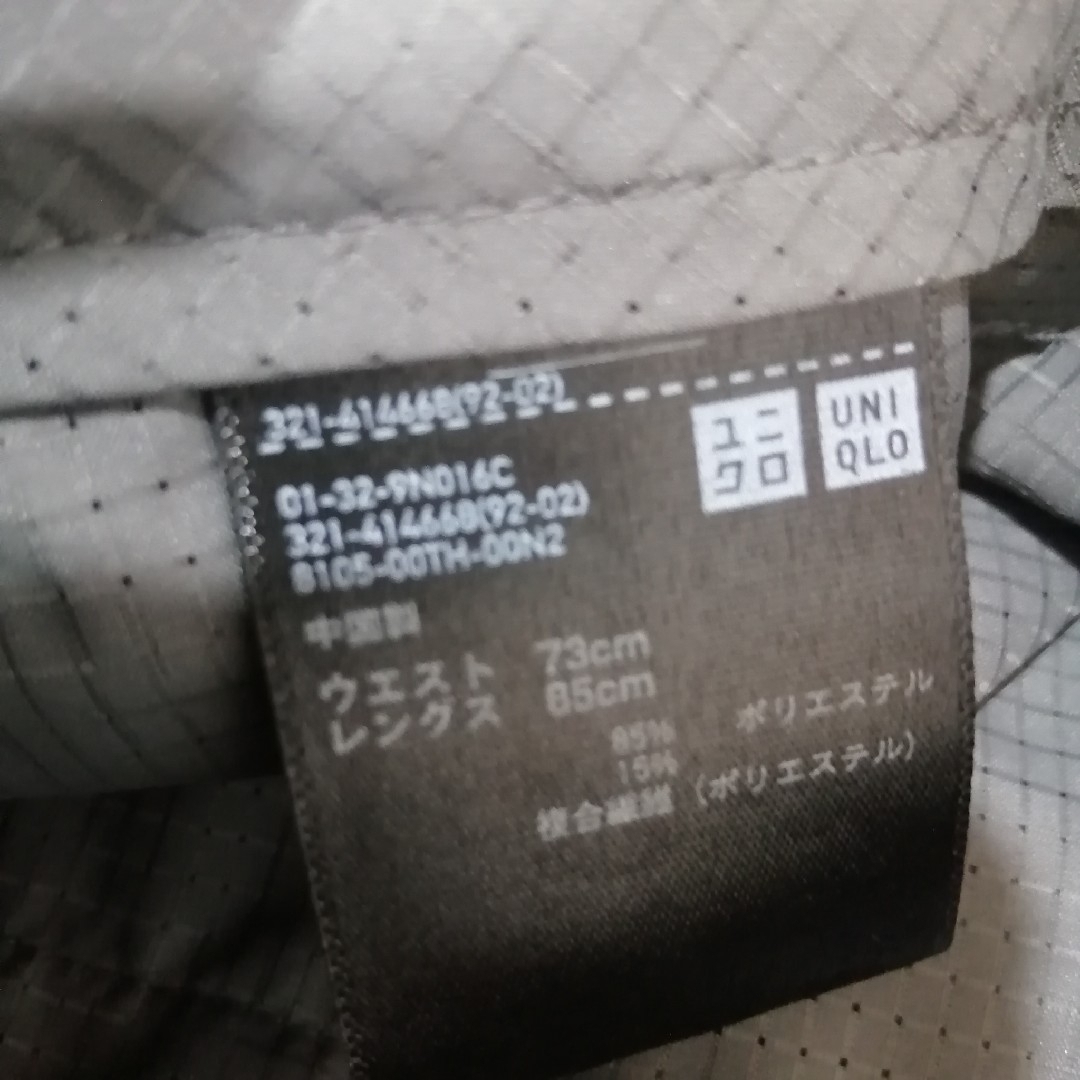 321-414668(92-02)
ユニ
クロ
UNI
QLO
01-32-9N016C
321-414668(92-02)
8105-00TH-00N2
中国製
ウエスト 73cm
レングス 85cm
85% ポリエステル
15%
複合繊維(ポリエステル)